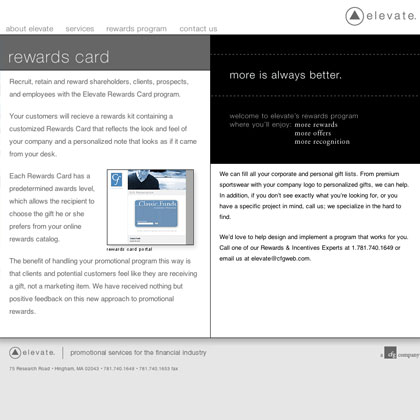 elevate.
about elevate services rewards program contact us
rewards card
Recruit, retain and reward shareholders, clients, prospects,
and employees with the Elevate Rewards Card program.
Your customers will recieve a rewards kit containing a
customized Rewards Card that reflects the look and feel of
your company and a personalized note that looks as if it came
from your desk.
Each Rewards Card has a
predetermined awards level,
which allows the recipient to
choose the gift he or she
prefers from your online
rewards catalog.
Classic Funds
rewards card portal
The benefit of handling your promotional program this way is
that clients and potential customers feel like they are receiving
a gift, not a marketing item. We have received nothing but
positive feedback on this new approach to promotional
rewards.
more is always better.
welcome to elevate's rewards program
where you'll enjoy: more rewards
more offers
more recognition
We can fill all your corporate and personal gift lists. From premium
sportswear with your company logo to personalized gifts, we can help.
In addition, if you don't see exactly what you're looking for, or you
have a specific project in mind, call us; we specialize in the hard to
find.
We'd love to help design and implement a program that works for you.
Call one of our Rewards & Incentives Experts at 1.781.740.1649 or
email us at elevate@cfgweb.com.
elevate. promotional services for the financial industry
a cfg company
75 Research Road • Hingham, MA 02043 • 781.740.1649 • 781.740.1653 fax